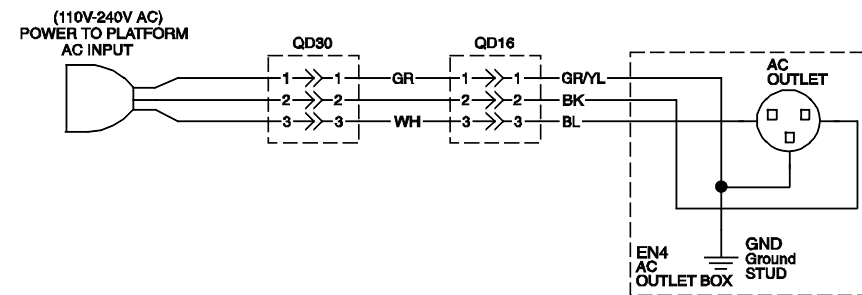 (110V-240V AC)
POWER TO PLATFORM
AC INPUT
QD30
QD16
1 1 GR 1 1 GR/YL
2 2 2 2 BK
3 3 WH 3 3 BL
AC
OUTLET
EN4
AC
OUTLET BOX
GND
Ground
STUD